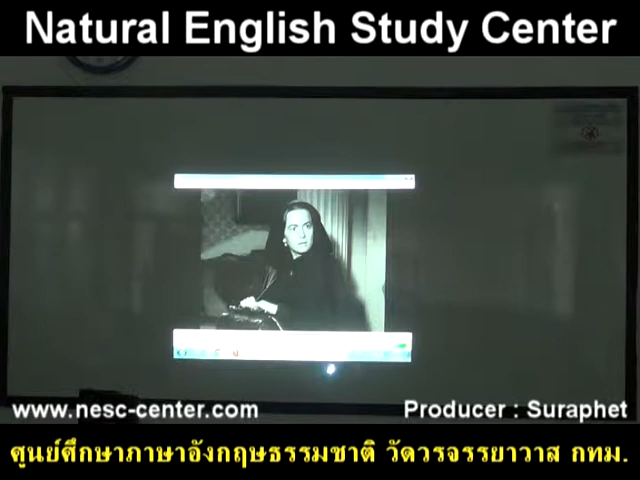 Natural English Study Center
www.nesc-center.com
Producer : Suraphet
ศูนย์ศึกษาภาษาอังกฤษธรรมชาติ วัดวรจรรยาวาส กทม.